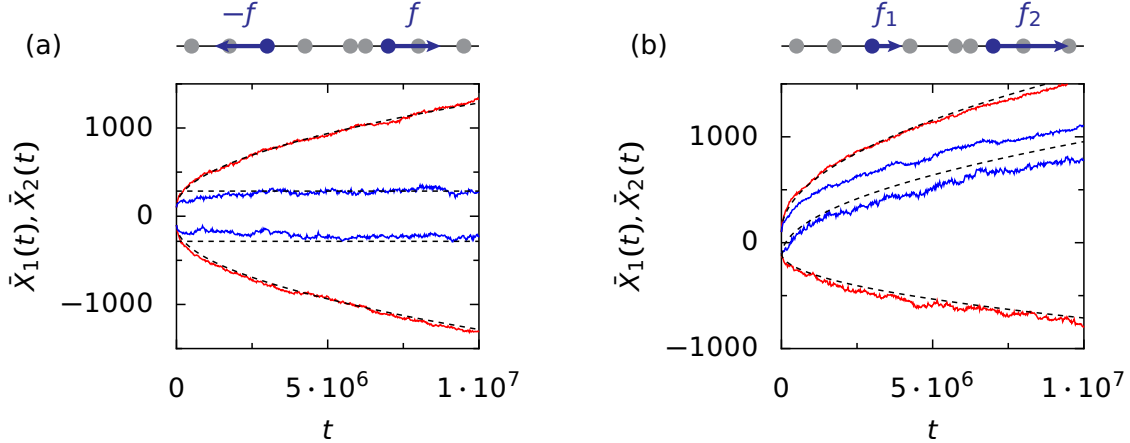 (a)
−f
f
1000
0
−1000
X̄₁(t), X̄₂(t)
0
5·10⁶
1·10⁷
t
(b)
f₁
f₂
1000
0
−1000
X̄₁(t), X̄₂(t)
0
5·10⁶
1·10⁷
t